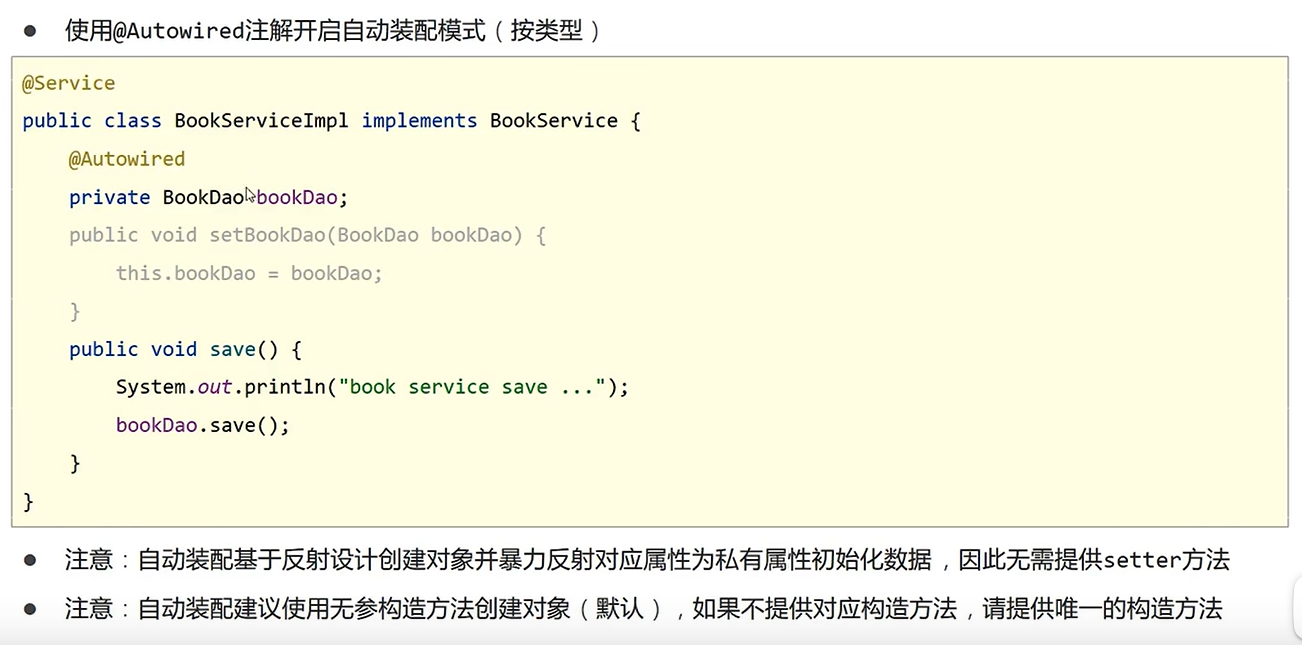 ● 使用@Autowired注解开启自动装配模式（按类型）
@Service
public class BookServiceImpl implements BookService {
    @Autowired
    private BookDao bookDao;
    public void setBookDao(BookDao bookDao) {
        this.bookDao = bookDao;
    }
    public void save() {
        System.out.println("book service save ...");
        bookDao.save();
    }
}
● 注意：自动装配基于反射设计创建对象并暴力反射对应属性为私有属性初始化数据，因此无需提供setter方法
● 注意：自动装配建议使用无参构造方法创建对象（默认），如果不提供对应构造方法，请提供唯一的构造方法